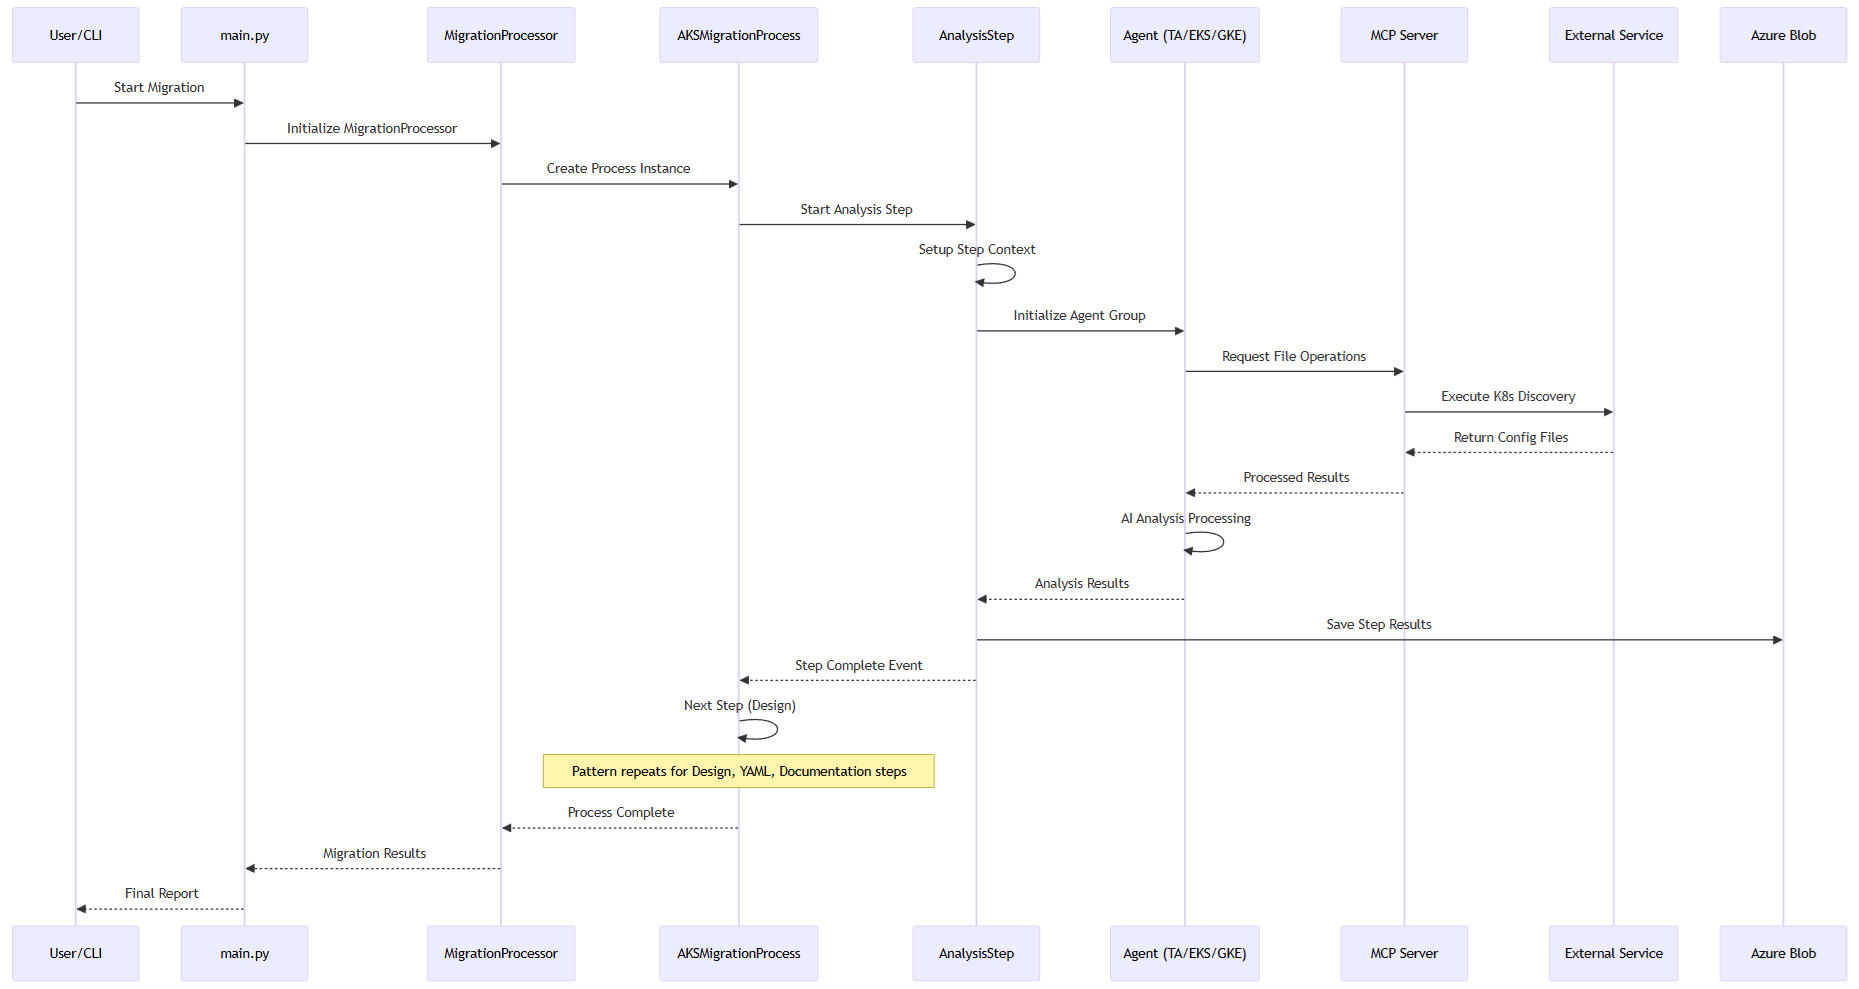 User/CLI
main.py
MigrationProcessor
AKSMigrationProcess
AnalysisStep
Agent (TA/EKS/GKE)
MCP Server
External Service
Azure Blob
Start Migration
Initialize MigrationProcessor
Create Process Instance
Start Analysis Step
Setup Step Context
Initialize Agent Group
Request File Operations
Execute K8s Discovery
Return Config Files
Processed Results
AI Analysis Processing
Analysis Results
Save Step Results
Step Complete Event
Next Step (Design)
Pattern repeats for Design, YAML, Documentation steps
Process Complete
Migration Results
Final Report
User/CLI
main.py
MigrationProcessor
AKSMigrationProcess
AnalysisStep
Agent (TA/EKS/GKE)
MCP Server
External Service
Azure Blob